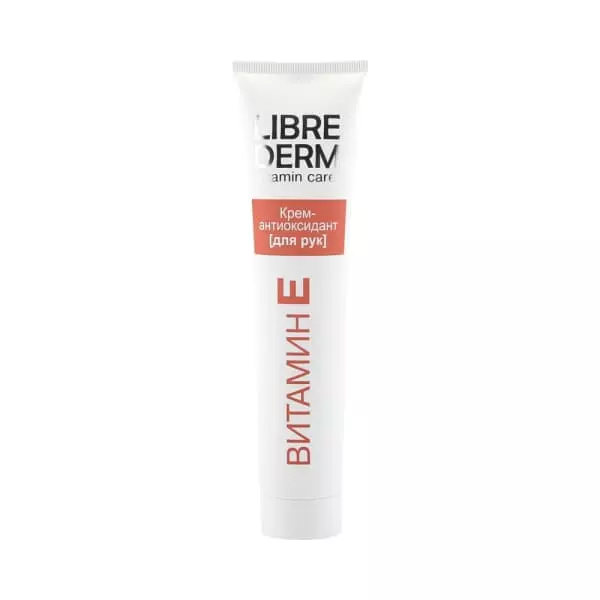 LIBRE
DERM
amin care
Крем-
антиоксидант
[для рук]
ВИТАМИН Е